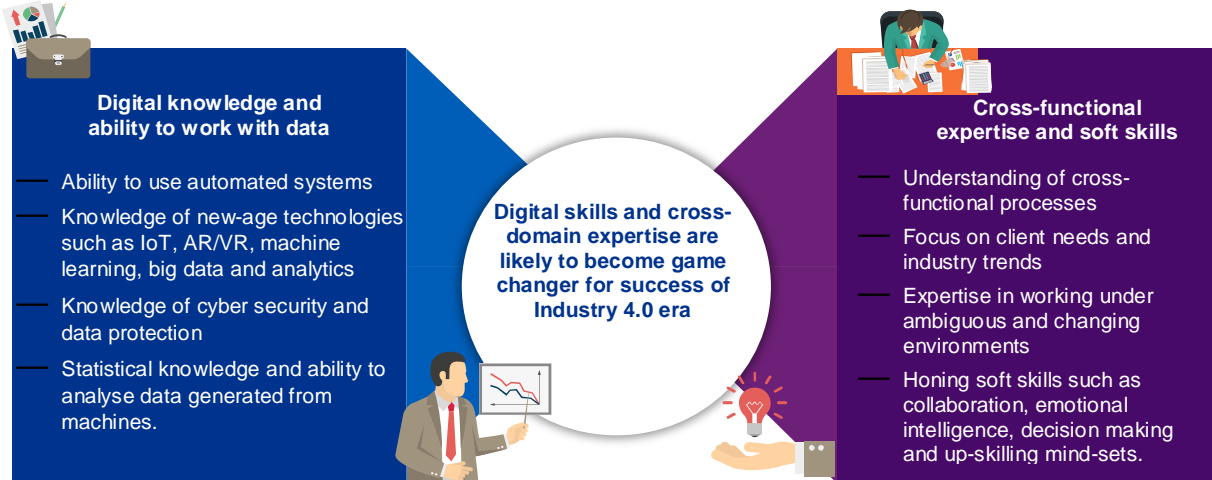 Digital knowledge and
ability to work with data
Ability to use automated systems
Knowledge of new-age technologies
such as IoT, AR/VR, machine
learning, big data and analytics
Knowledge of cyber security and
data protection
Statistical knowledge and ability to
analyse data generated from
machines.
Digital skills and cross-
domain expertise are
likely to become game
changer for success of
Industry 4.0 era
Cross-functional
expertise and soft skills
Understanding of cross-
functional processes
Focus on client needs and
industry trends
Expertise in working under
ambiguous and changing
environments
Honing soft skills such as
collaboration, emotional
intelligence, decision making
and up-skilling mind-sets.